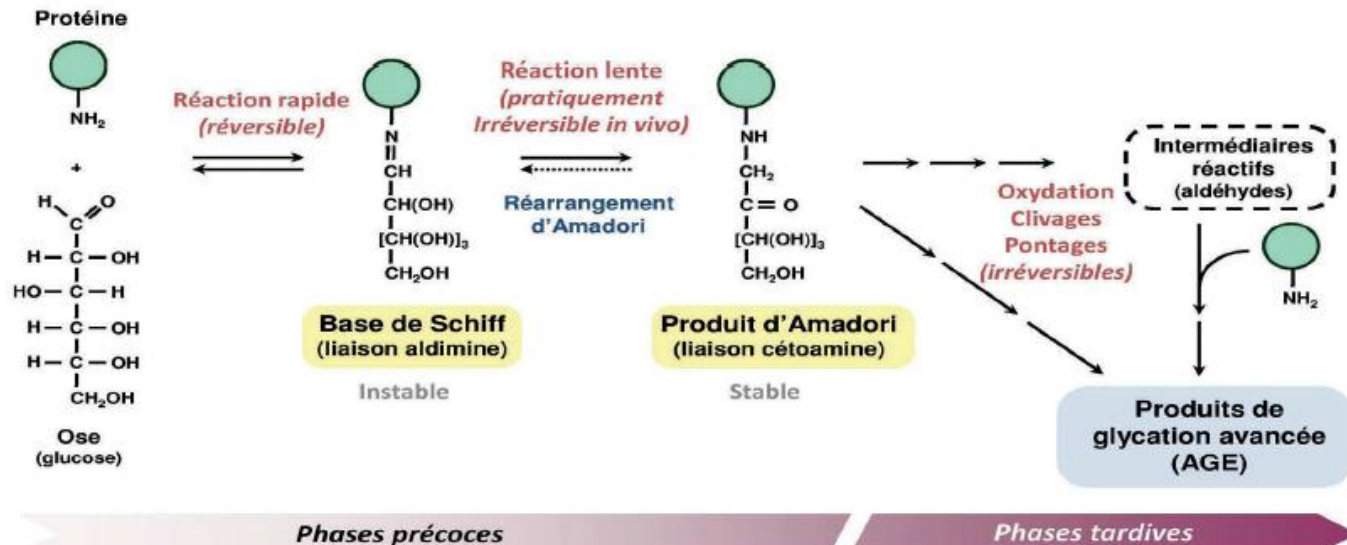 Protéine
NH₂
+
H
O
C
H – C – OH
HO – C – H
H – C – OH
H – C – OH
CH₂OH
Ose
(glucose)
Réaction rapide
(réversible)
N
CH
CH(OH)
[CH(OH)]₃
CH₂OH
Base de Schiff
(liaison aldimine)
Instable
Réaction lente
(pratiquement
Irréversible in vivo)
Réarrangement
d’Amadori
NH
CH₂
C = O
[CH(OH)]₃
CH₂OH
Produit d’Amadori
(liaison cétoamine)
Stable
Oxydation
Clivages
Pontages
(irréversibles)
Intermédiaires
réactifs
(aldéhydes)
NH₂
Produits de
glycation avancée
(AGE)
Phases précoces
Phases tardives